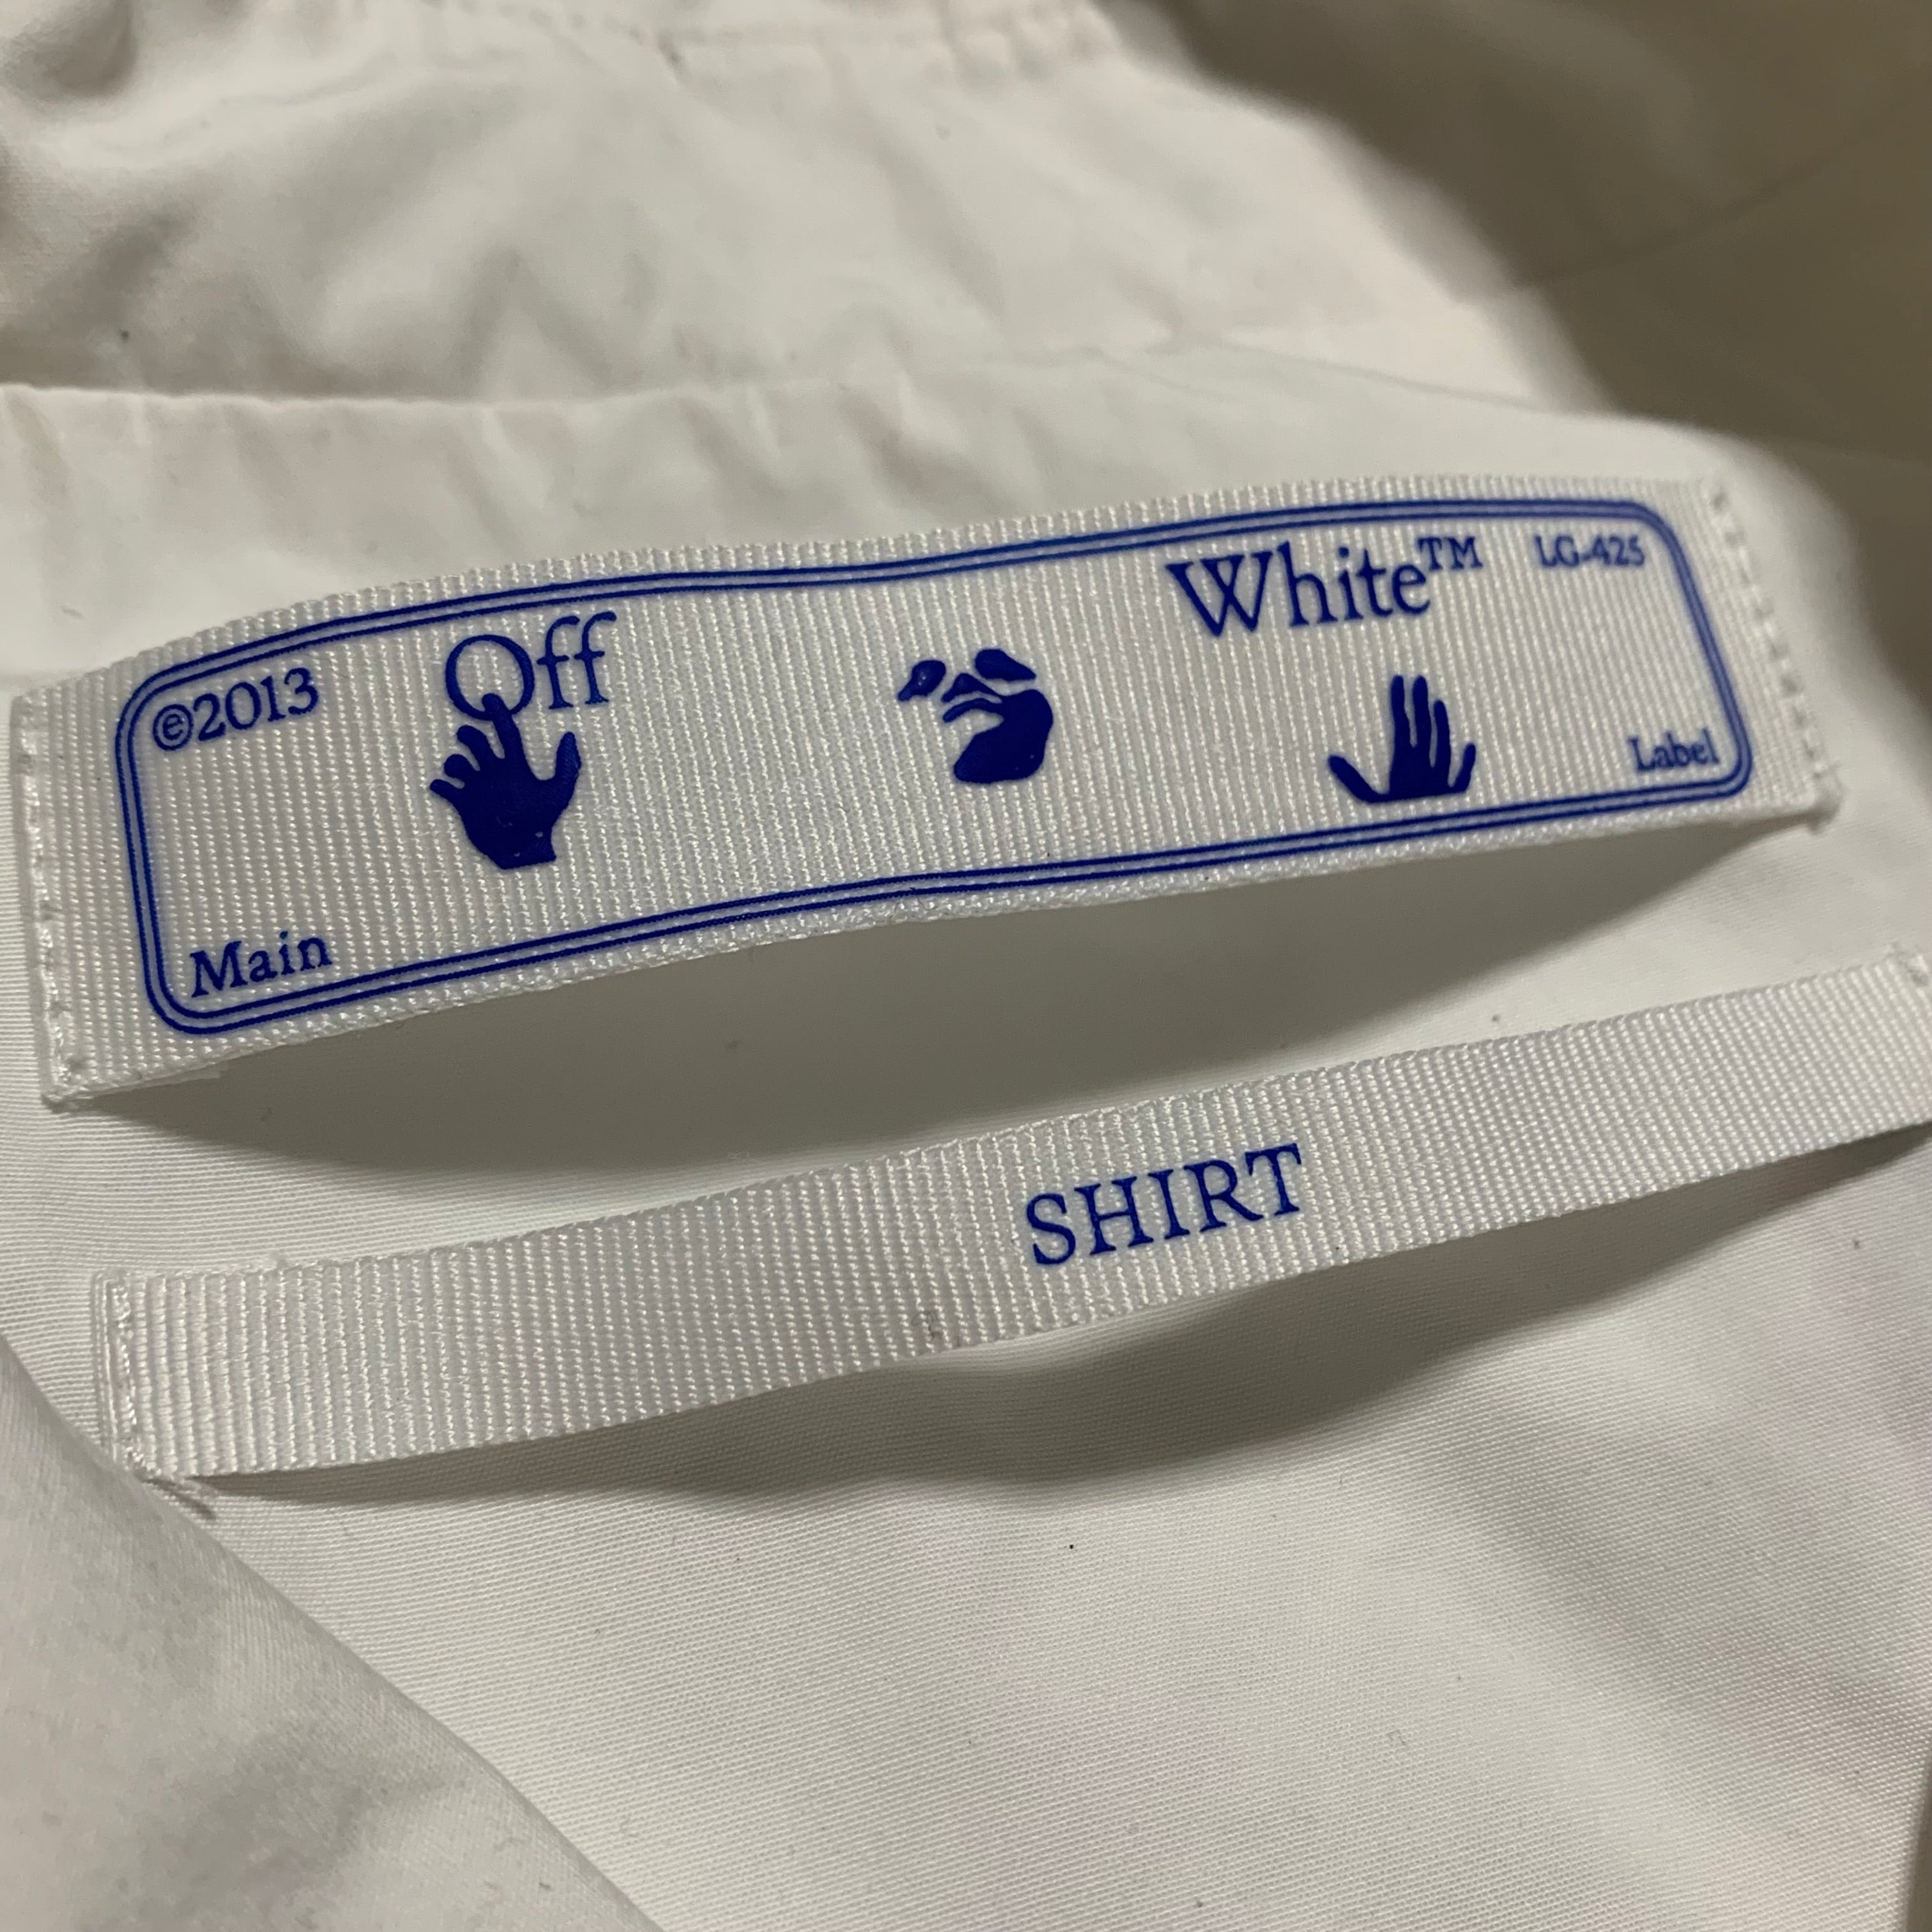 ©2013 Off White™ LG-425
Main Label
SHIRT